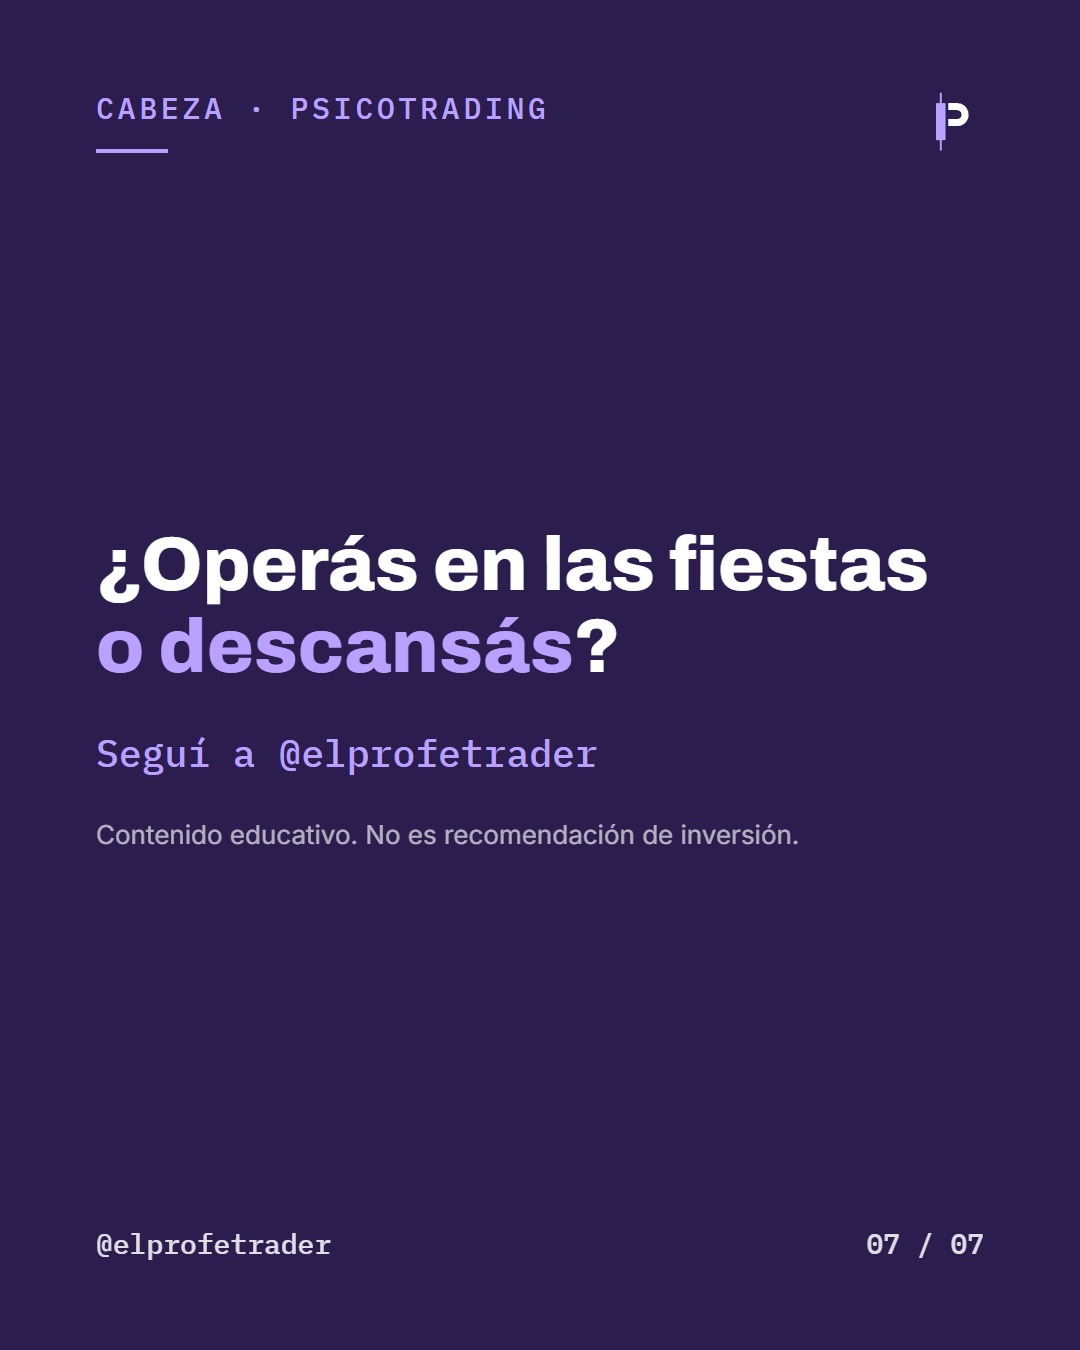 CABEZA · PSICOTRADING
P
¿Operás en las fiestas
o descansás?
Seguí a @elprofetrader
Contenido educativo. No es recomendación de inversión.
@elprofetrader
07 / 07